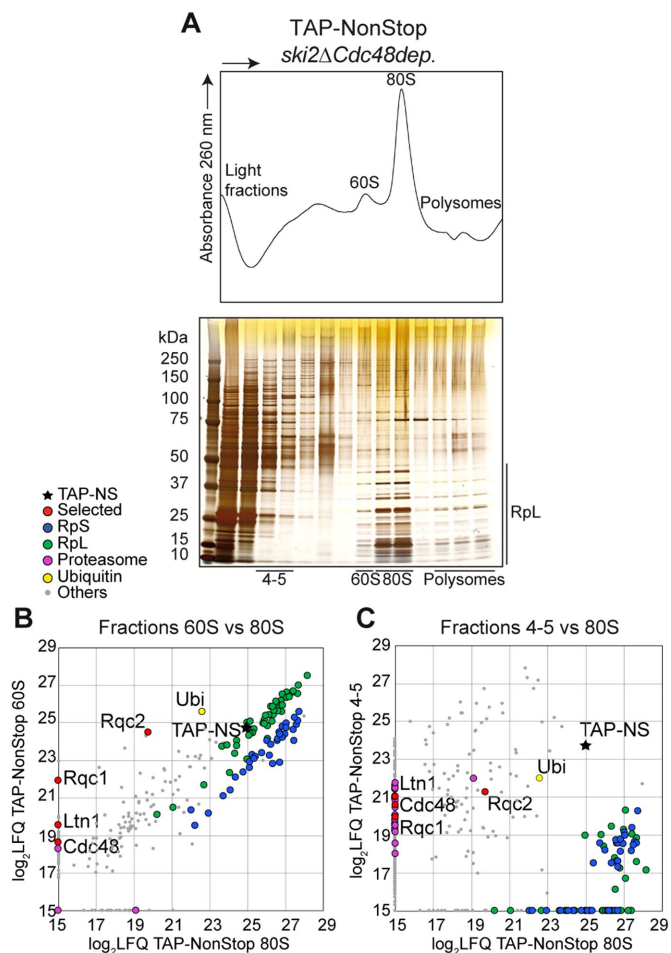 A
TAP-NonStop
ski2ΔCdc48dep.
80S
Absorbance 260 nm
Light
fractions
60S
Polysomes
kDa
250
150
100
75
50
37
25
15
10
RpL
4-5
60S
80S
Polysomes
TAP-NS
Selected
RpS
RpL
Proteasome
Ubiquitin
Others
B
Fractions 60S vs 80S
29
27
25
23
21
19
17
15
log2LFQ TAP-NonStop 60S
Ubi
Rqc2
TAP-NS
Rqc1
Ltn1
Cdc48
15 17 19 21 23 25 27 29
log2LFQ TAP-NonStop 80S
C
Fractions 4-5 vs 80S
29
27
25
23
21
19
17
15
log2LFQ TAP-NonStop 4-5
TAP-NS
Ubi
Ltn1
Cdc48
Rqc2
Rqc1
15 17 19 21 23 25 27 29
log2LFQ TAP-NonStop 80S